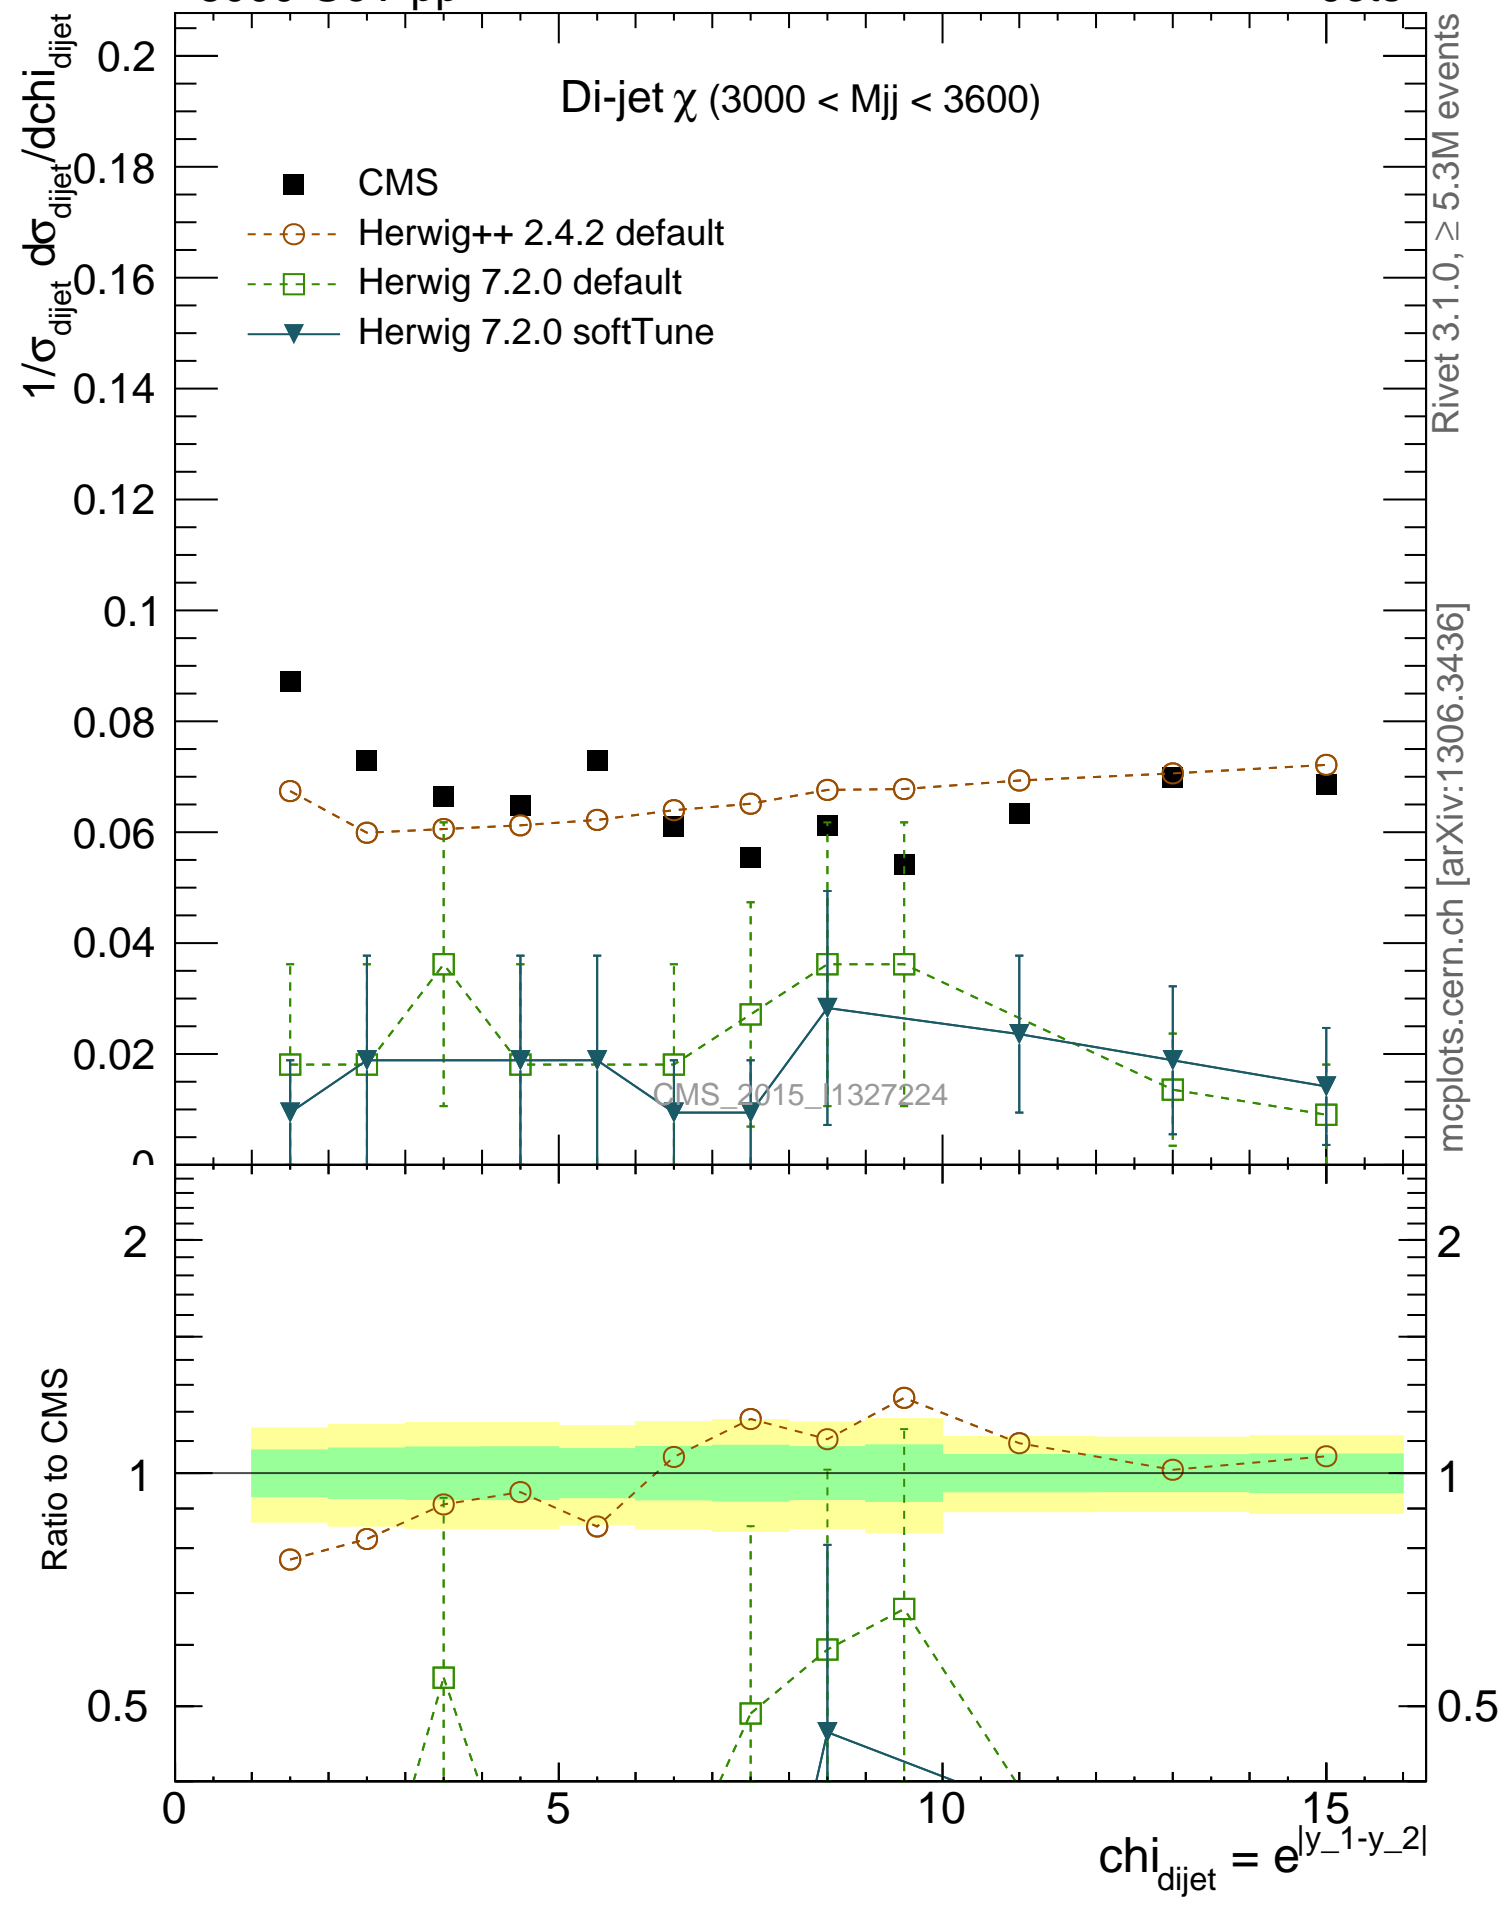 Di-jet χ (3000 < Mjj < 3600)
CMS
Herwig++ 2.4.2 default
Herwig 7.2.0 default
Herwig 7.2.0 softTune
1/σdijet dσdijet/dchidijet
0.2
0.18
0.16
0.14
0.12
0.1
0.08
0.06
0.04
0.02
0
CMS_2015_I1327224
Rivet 3.1.0, ≥ 5.3M events
mcplots.cern.ch [arXiv:1306.3436]
Ratio to CMS
2
1
0.5
2
1
0.5
0
5
10
15
chidijet = e|y_1-y_2|